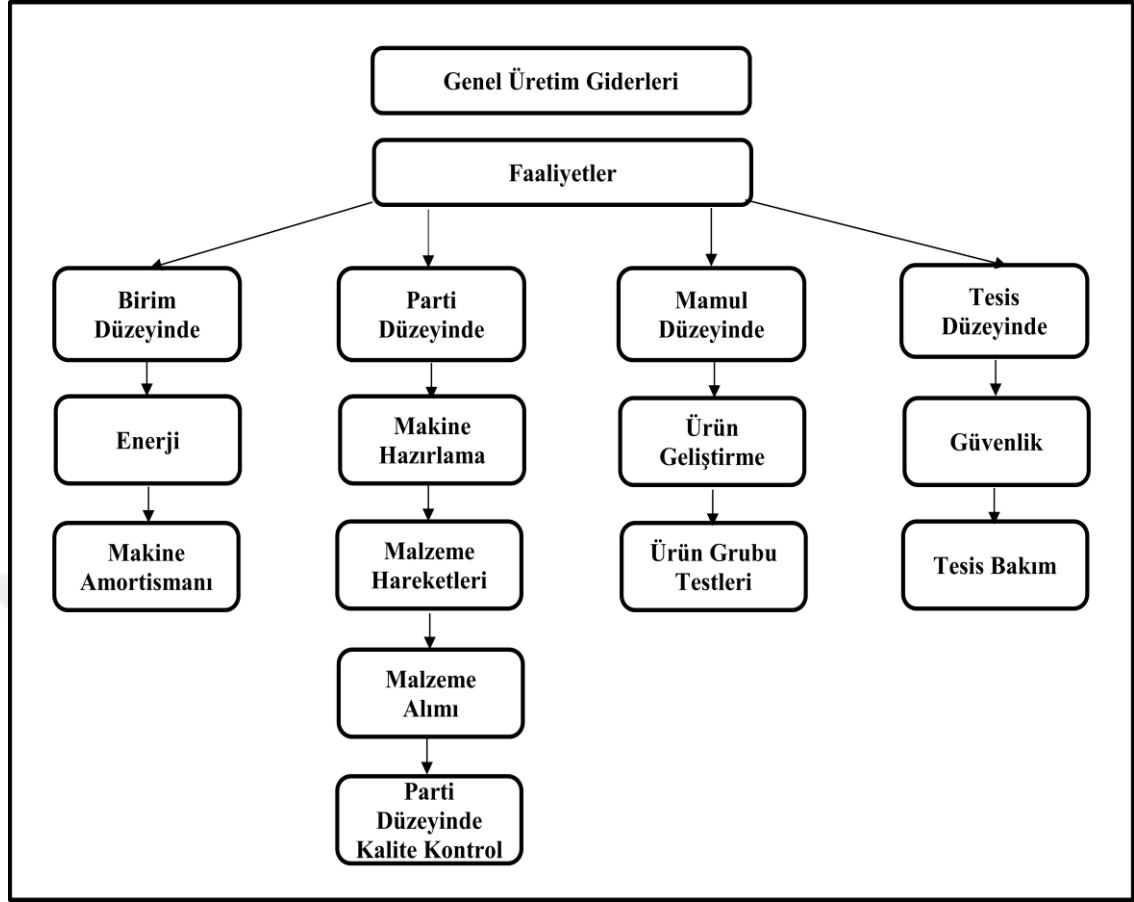 Genel Üretim Giderleri
Faaliyetler
Birim
Düzeyinde
Parti
Düzeyinde
Mamul
Düzeyinde
Tesis
Düzeyinde
Enerji
Makine
Hazırlama
Ürün
Geliştirme
Güvenlik
Makine
Amortismanı
Malzeme
Hareketleri
Ürün Grubu
Testleri
Tesis Bakım
Malzeme
Alımı
Parti
Düzeyinde
Kalite Kontrol